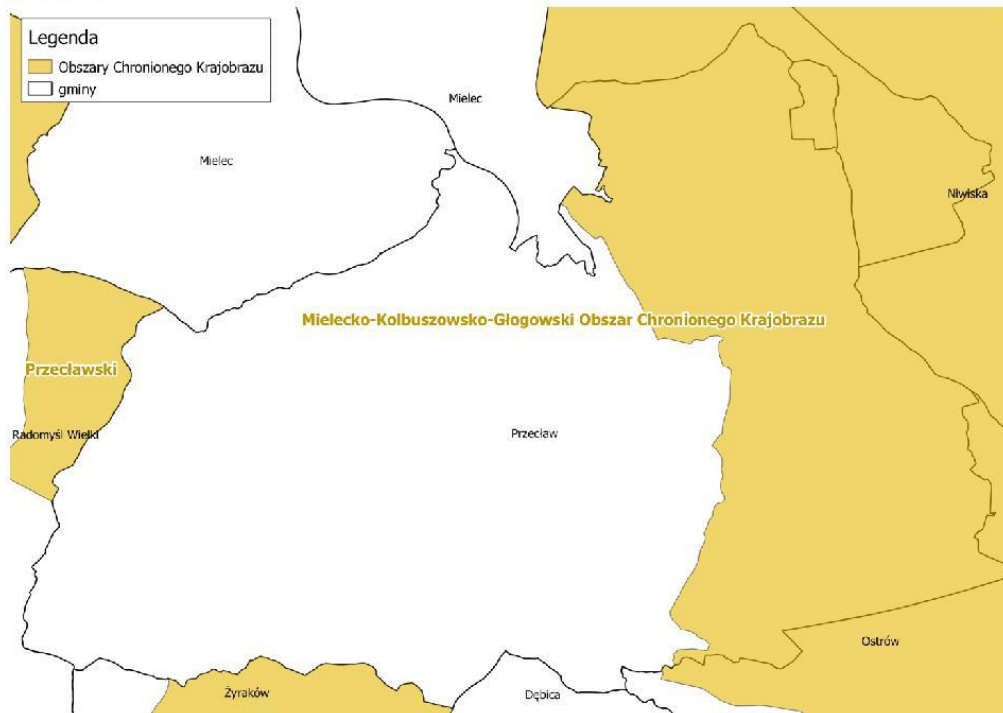 Legenda
Obszary Chronionego Krajobrazu
gminy
Mielec
Mielec
Niwiska
Mielecko-Kolbuszowsko-Głogowski Obszar Chronionego Krajobrazu
Przecławski
Radomyśl Wielki
Przecław
Ostrów
Żyraków
Dębica